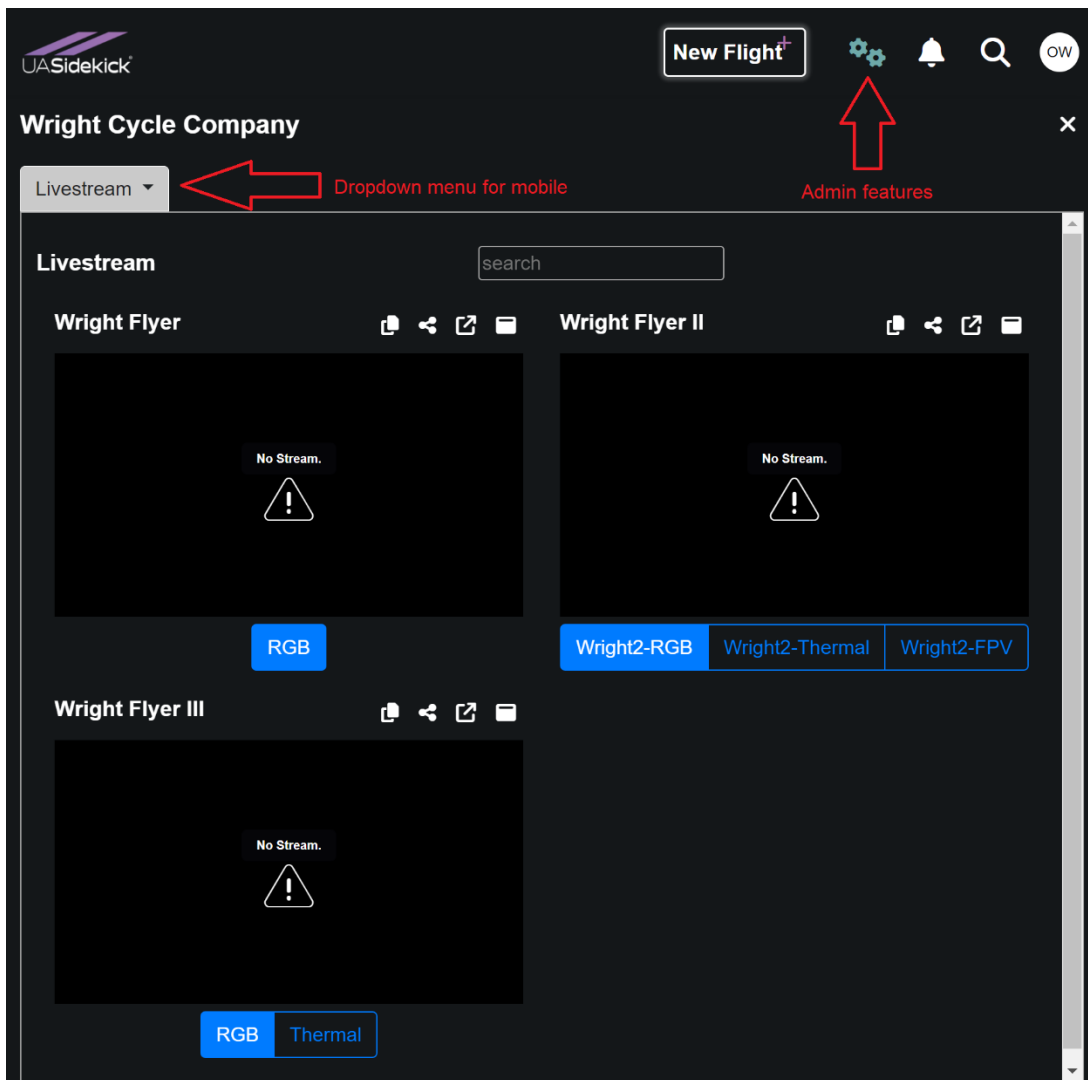 UASidekick
New Flight+
OW
Wright Cycle Company
Livestream
Dropdown menu for mobile
Admin features
Livestream
search
Wright Flyer
Wright Flyer II
No Stream.
No Stream.
RGB
Wright2-RGB Wright2-Thermal Wright2-FPV
Wright Flyer III
No Stream.
RGB Thermal